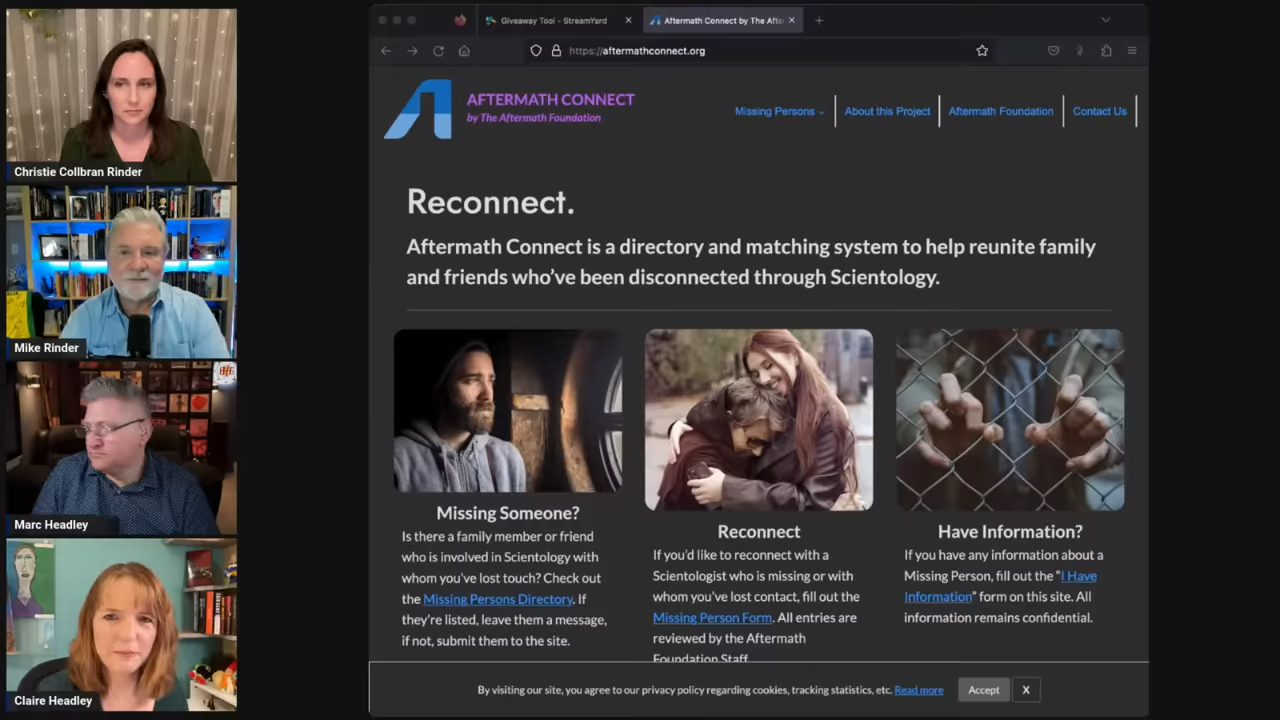 Giveaway Tool - StreamYard
Aftermath Connect by The Afte
https://aftermathconnect.org
AFTERMATH CONNECT
by The Aftermath Foundation
Missing Persons
About this Project
Aftermath Foundation
Contact Us
Reconnect.
Aftermath Connect is a directory and matching system to help reunite family
and friends who've been disconnected through Scientology.
Missing Someone?
Is there a family member or friend
who is involved in Scientology with
whom you've lost touch? Check out
the Missing Persons Directory. If
they're listed, leave them a message,
if not, submit them to the site.
Reconnect
If you'd like to reconnect with a
Scientologist who is missing or with
whom you've lost contact, fill out the
Missing Person Form. All entries are
reviewed by the Aftermath
Foundation Staff
Have Information?
If you have any information about a
Missing Person, fill out the "I Have
Information" form on this site. All
information remains confidential.
By visiting our site, you agree to our privacy policy regarding cookies, tracking statistics, etc. Read more
Accept
X
Christie Collbran Rinder
Mike Rinder
Marc Headley
Claire Headley